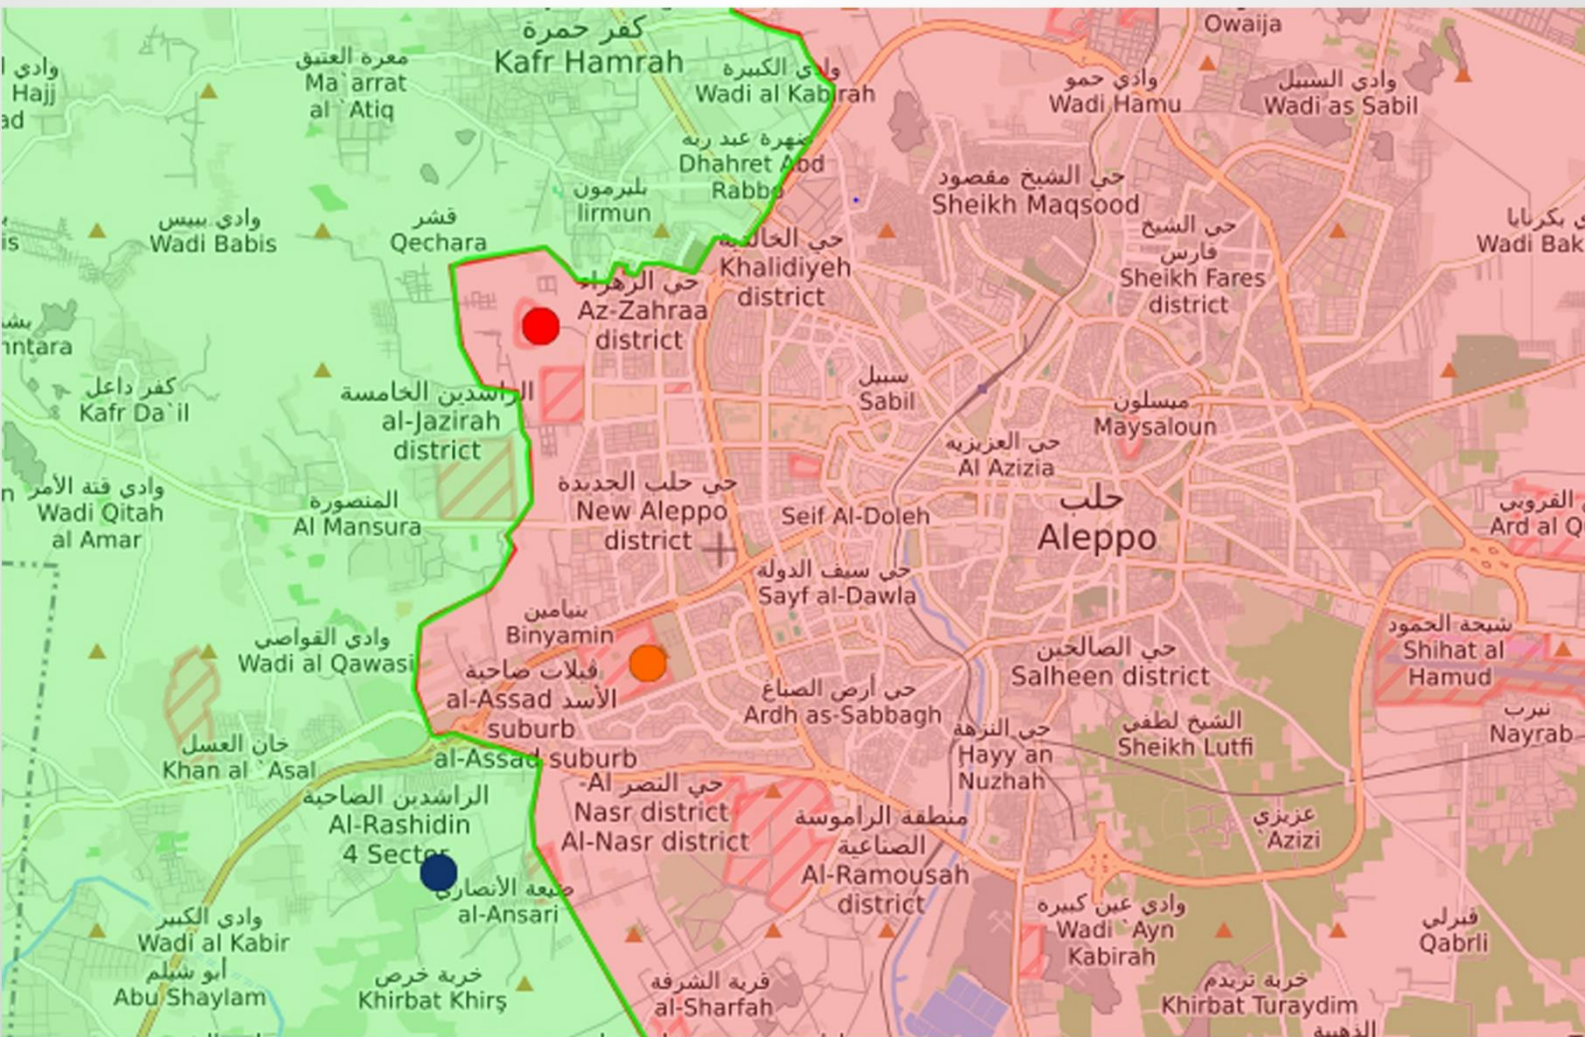 كفر حمرة
Kafr Hamrah
Owaija
معرة العتيق
Ma`arrat
al `Atiq
وادي
Hajj
وادي الكبيرة
Wadi al Kabirah
وادي حمو
Wadi Hamu
وادي السبيل
Wadi as Sabil
ضهرة عبد ربه
Dhahret Abd
Rabbo
بليرمون
lirmun
حي الشيخ مقصود
Sheikh Maqsood
وادي بيبس
Wadi Babis
قشر
Qechara
حي الخالدية
Khalidiyeh
district
حي الشيخ
فارس
Sheikh Fares
district
بكرنايا
Wadi Bak
حي الزهراء
Az-Zahraa
district
كفر داعل
Kafr Da`il
الراشدين الخامسة
al-Jazirah
district
سبيل
Sabil
ميسلون
Maysaloun
حي العزيزيه
Al Azizia
وادي قتة الأمر
Wadi Qitah
al Amar
المنصورة
Al Mansura
حي حلب الجديدة
New Aleppo
district
Seif Al-Doleh
حلب
Aleppo
القرويي
Ard al Q
حي سيف الدولة
Sayf al-Dawla
بنيامين
Binyamin
وادي القواصي
Wadi al Qawasi
فيلات ضاحية
al-Assad الأسد
suburb
al-Assad suburb
حي الصالحين
Salheen district
شيحة الحمود
Shihat al
Hamud
حي أرض الصباغ
Ardh as-Sabbagh
حي النزهة
Hayy an
Nuzhah
الشيخ لطفي
Sheikh Lutfi
نيرب
Nayrab
خان العسل
Khan al `Asal
الراشدين الضاحية
Al-Rashidin
4 Sector
حي النصر Al-
Nasr district
Al-Nasr district
منطقة الراموسة
الصناعية
Al-Ramousah
district
عزيزي
`Azizi
ضيعة الأنصاري
al-Ansari
وادي الكبير
Wadi al Kabir
أبو شيلم
Abu Shaylam
خربة خرص
Khirbat Khirş
قرية الشرفة
al-Sharfah
وادي عين كبيره
Wadi `Ayn
Kabirah
قبرلي
Qabrli
خربة تريدم
Khirbat Turaydim
الذهبية